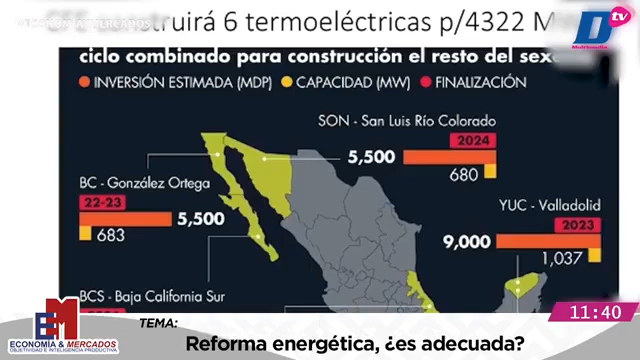 construirá 6 termoeléctricas p/4322
D tv
Multimedia
ciclo combinado para construcción el resto del
INVERSIÓN ESTIMADA (MDP) CAPACIDAD (MW) FINALIZACIÓN
SON - San Luis Río Colorado
2024
5,500
680
BC - González Ortega
22-23
5,500
683
YUC - Valladolid
2023
9,000
1,037
BCS - Baja California Sur
EM
ECONOMÍA & MERCADOS
OBJETIVIDAD E INTELIGENCIA PRODUCTIVA
TEMA:
11:40
Reforma energética, ¿es adecuada?